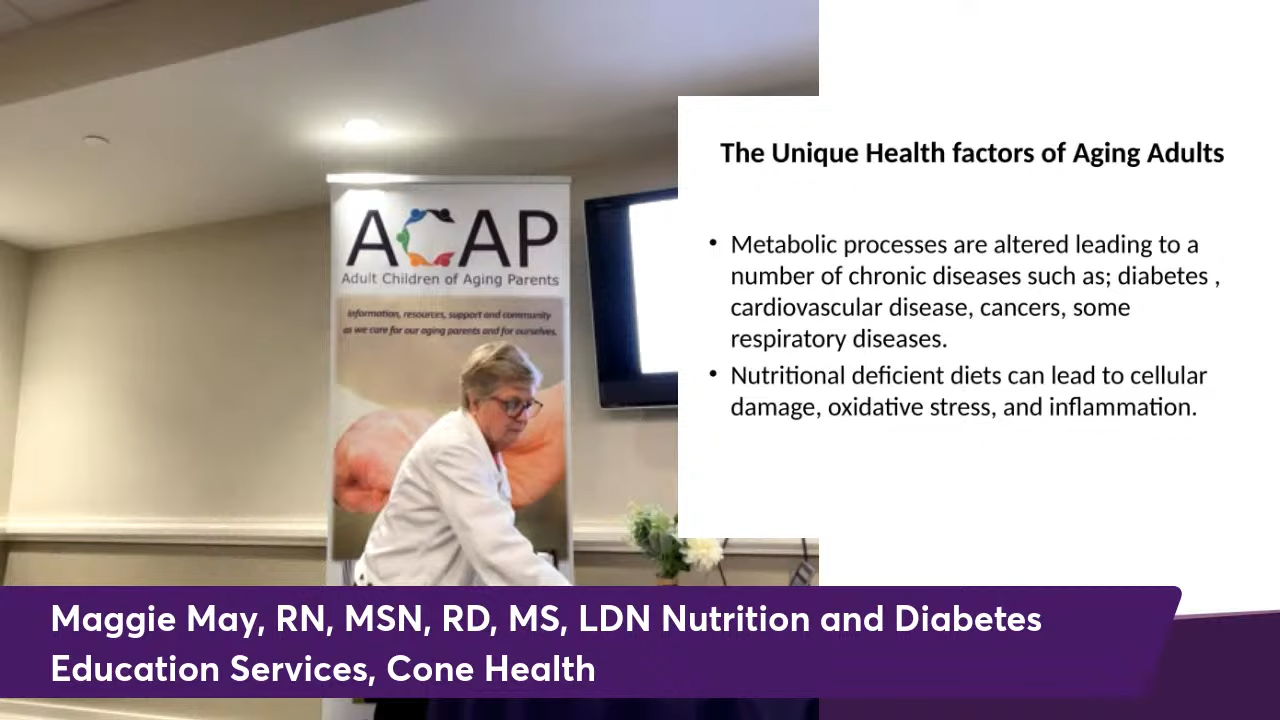 ACAP
Adult Children of Aging Parents
Information, resources, support and community
as we care for our aging parents and for ourselves.
The Unique Health factors of Aging Adults
• Metabolic processes are altered leading to a
number of chronic diseases such as; diabetes ,
cardiovascular disease, cancers, some
respiratory diseases.
• Nutritional deficient diets can lead to cellular
damage, oxidative stress, and inflammation.
Maggie May, RN, MSN, RD, MS, LDN Nutrition and Diabetes
Education Services, Cone Health